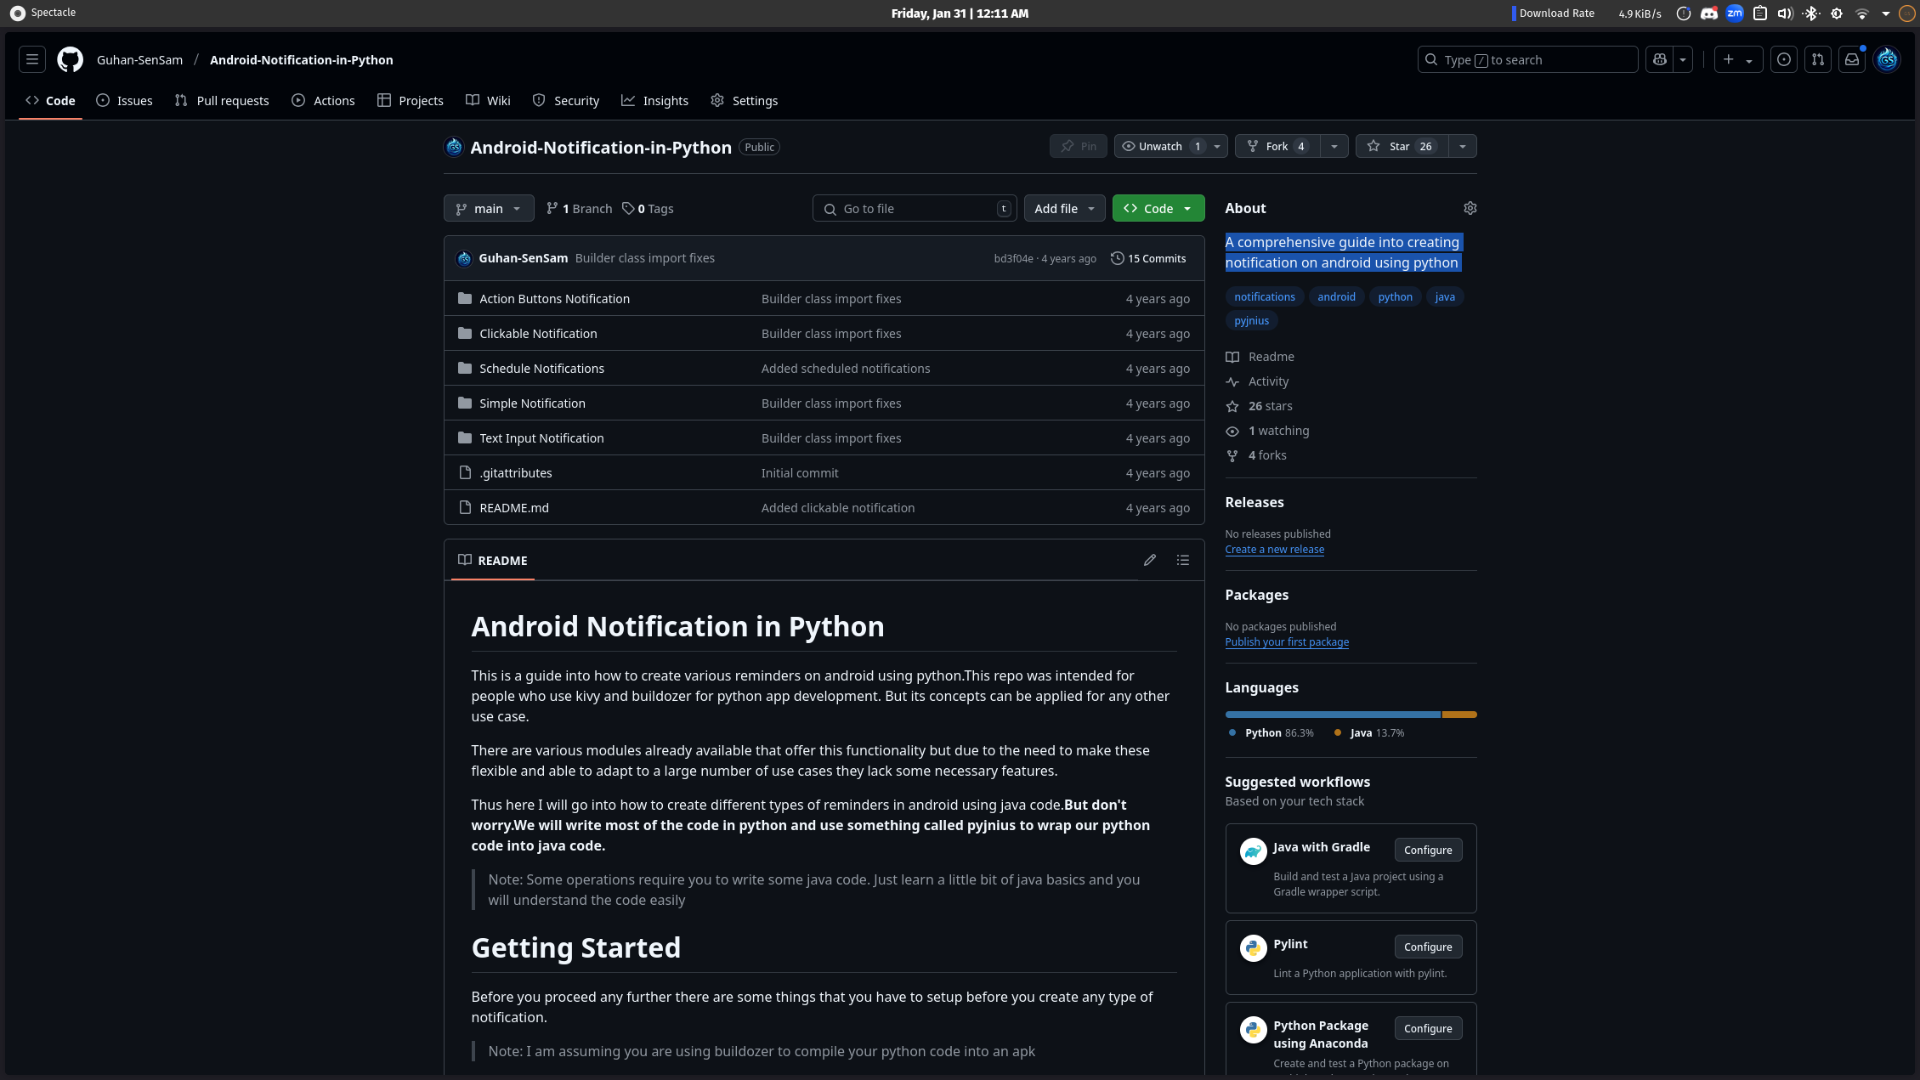 Spectacle
Friday, Jan 31 | 12:11 AM
Download Rate 4.9 KiB/s
zm
Guhan-SenSam / Android-Notification-in-Python
Type / to search
Code Issues Pull requests Actions Projects Wiki Security Insights Settings
Android-Notification-in-Python Public
Pin Unwatch 1 Fork 4 Star 26
main 1 Branch 0 Tags
Go to file t Add file Code
Guhan-SenSam Builder class import fixes bd3f04e · 4 years ago 15 Commits
Action Buttons Notification Builder class import fixes 4 years ago
Clickable Notification Builder class import fixes 4 years ago
Schedule Notifications Added scheduled notifications 4 years ago
Simple Notification Builder class import fixes 4 years ago
Text Input Notification Builder class import fixes 4 years ago
.gitattributes Initial commit 4 years ago
README.md Added clickable notification 4 years ago
README
Android Notification in Python
This is a guide into how to create various reminders on android using python.This repo was intended for
people who use kivy and buildozer for python app development. But its concepts can be applied for any other
use case.
There are various modules already available that offer this functionality but due to the need to make these
flexible and able to adapt to a large number of use cases they lack some necessary features.
Thus here I will go into how to create different types of reminders in android using java code.But don't
worry.We will write most of the code in python and use something called pyjnius to wrap our python
code into java code.
Note: Some operations require you to write some java code. Just learn a little bit of java basics and you
will understand the code easily
Getting Started
Before you proceed any further there are some things that you have to setup before you create any type of
notification.
Note: I am assuming you are using buildozer to compile your python code into an apk
About
A comprehensive guide into creating
notification on android using python
notifications android python java
pyjnius
Readme
Activity
26 stars
1 watching
4 forks
Releases
No releases published
Create a new release
Packages
No packages published
Publish your first package
Languages
Python 86.3% Java 13.7%
Suggested workflows
Based on your tech stack
Java with Gradle Configure
Build and test a Java project using a
Gradle wrapper script.
Pylint Configure
Lint a Python application with pylint.
Python Package Configure
using Anaconda
Create and test a Python package on